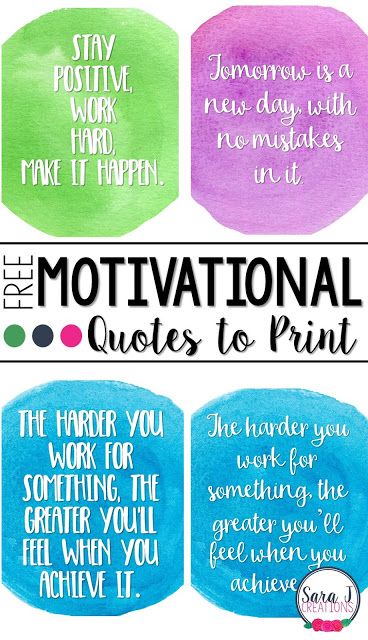 STAY
POSITIVE,
WORK
HARD,
MAKE IT HAPPEN.
Tomorrow is a
new day, with
no mistakes
in it.
FREE
MOTIVATIONAL
Quotes to Print
THE HARDER YOU
WORK FOR
SOMETHING, THE
GREATER YOU'LL
FEEL WHEN YOU
ACHIEVE IT.
The harder you
work for
something, the
greater you'll
feel when you
achieve
Sara J
CREATIONS